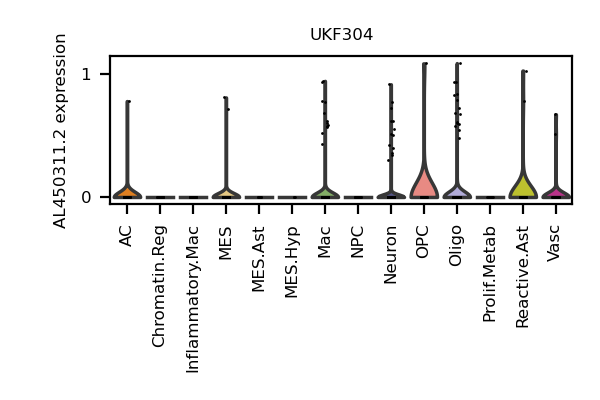 UKF304
AL450311.2 expression
1
0
AC
Chromatin.Reg
Inflammatory.Mac
MES
MES.Ast
MES.Hyp
Mac
NPC
Neuron
OPC
Oligo
Prolif.Metab
Reactive.Ast
Vasc